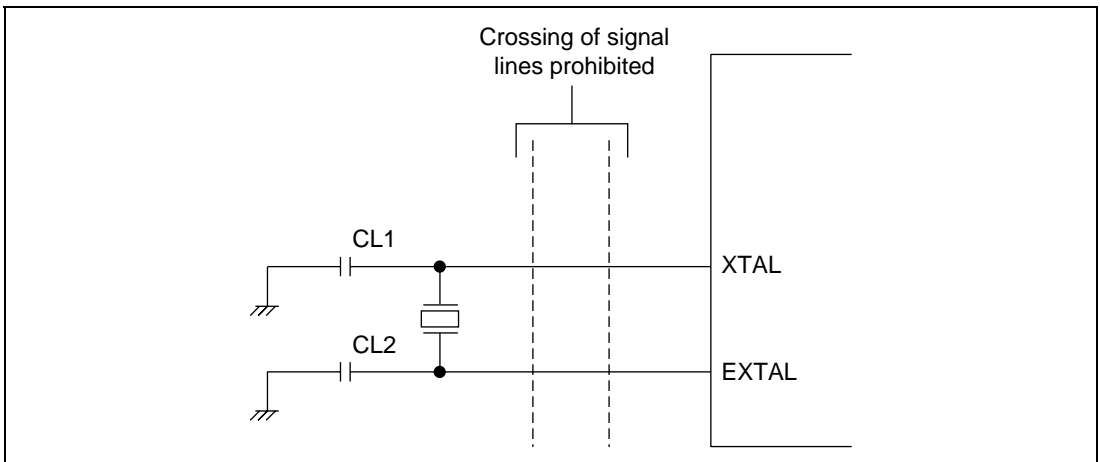 Crossing of signal
lines prohibited
CL1
XTAL
CL2
EXTAL